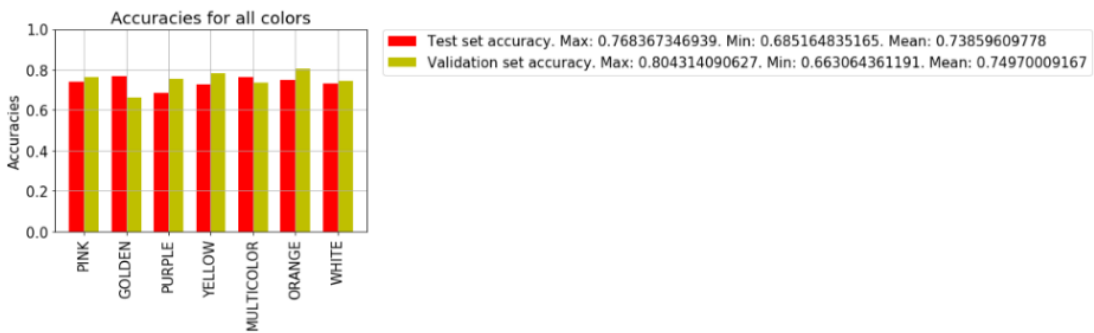 Accuracies for all colors
Test set accuracy. Max: 0.768367346939. Min: 0.685164835165. Mean: 0.73859609778
Validation set accuracy. Max: 0.804314090627. Min: 0.663064361191. Mean: 0.74970009167
Accuracies
1.0
0.8
0.6
0.4
0.2
0.0
PINK
GOLDEN
PURPLE
YELLOW
MULTICOLOR
ORANGE
WHITE